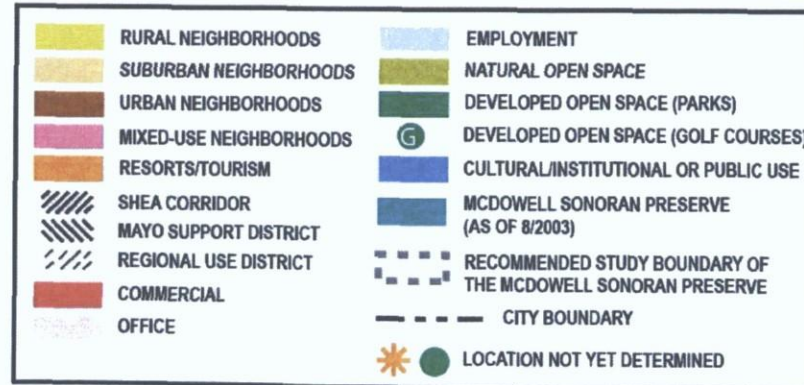 RURAL NEIGHBORHOODS
SUBURBAN NEIGHBORHOODS
URBAN NEIGHBORHOODS
MIXED-USE NEIGHBORHOODS
RESORTS/TOURISM
SHEA CORRIDOR
MAYO SUPPORT DISTRICT
REGIONAL USE DISTRICT
COMMERCIAL
OFFICE
EMPLOYMENT
NATURAL OPEN SPACE
DEVELOPED OPEN SPACE (PARKS)
G DEVELOPED OPEN SPACE (GOLF COURSES)
CULTURAL/INSTITUTIONAL OR PUBLIC USE
MCDOWELL SONORAN PRESERVE
(AS OF 8/2003)
RECOMMENDED STUDY BOUNDARY OF
THE MCDOWELL SONORAN PRESERVE
CITY BOUNDARY
LOCATION NOT YET DETERMINED